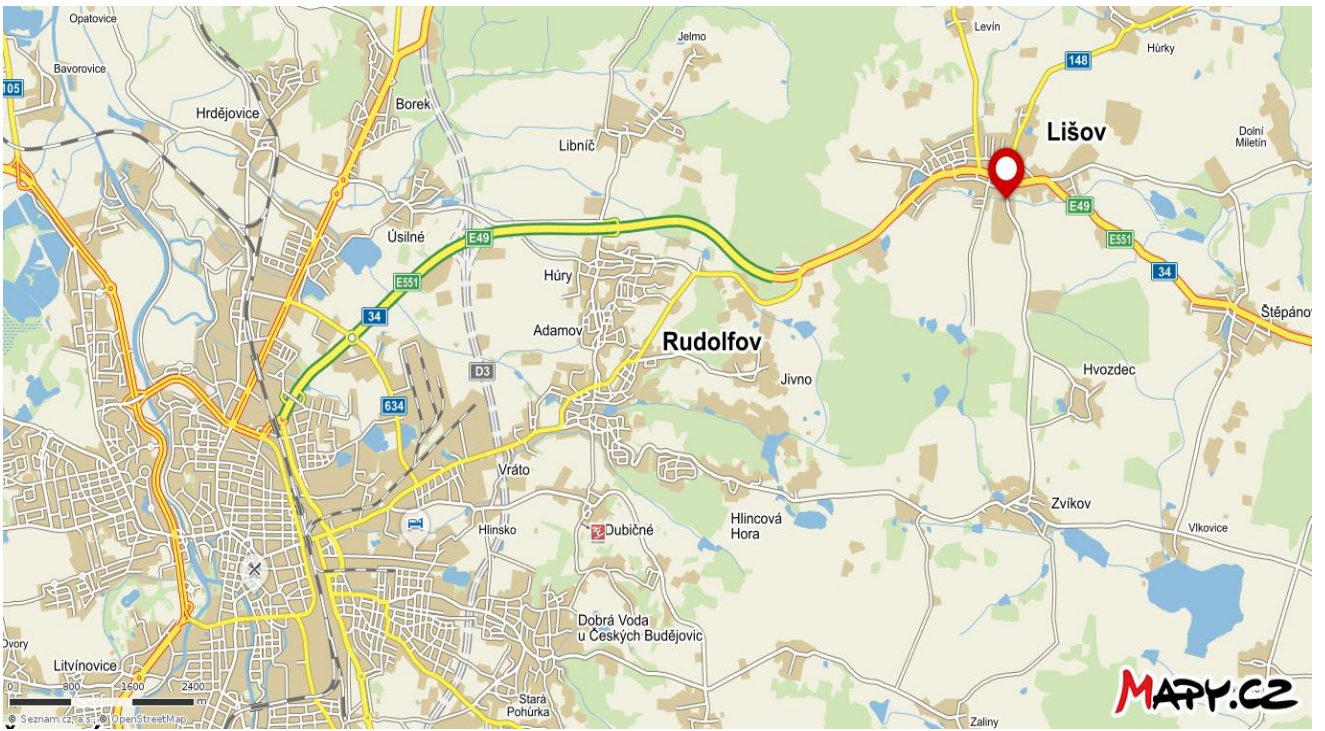 Opatovice
Bavorovice
105
Hrdějovice
Borek
Jelmo
Libníč
Levín
148
Hůrky
Lišov
Dolní
Miletín
Úsilné
E49
E551
34
Hůry
Adamov
Rudolfov
Jivno
D3
634
E49
E551
34
Hvozdec
Vráto
Hlinsko
Dubičné
Hlincová
Hora
Zvíkov
Vlkovice
Dobrá Voda
u Českých Budějovic
Litvínovice
Stará
Pohůrka
Zaliny
0 800 1600 2400
m
© Seznam.cz, a.s., © OpenStreetMap
MAPY.CZ